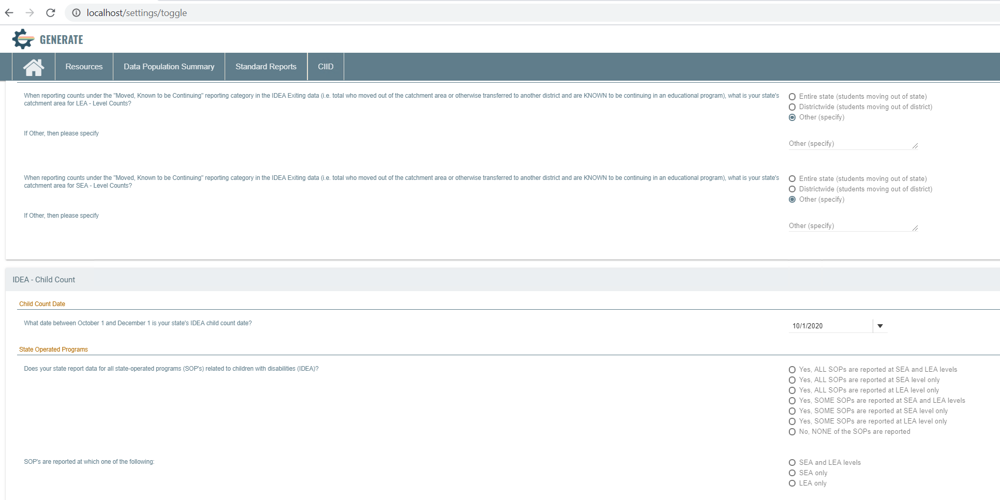 localhost/settings/toggle
GENERATE
Resources
Data Population Summary
Standard Reports
CIID
When reporting counts under the "Moved, Known to be Continuing" reporting category in the IDEA Exiting data (i.e. total who moved out of the catchment area or otherwise transferred to another district and are KNOWN to be continuing in an educational program), what is your state's
catchment area for LEA - Level Counts?
Entire state (students moving out of state)
Districtwide (students moving out of district)
Other (specify)
If Other, then please specify
Other (specify)
When reporting counts under the "Moved, Known to be Continuing" reporting category in the IDEA Exiting data (i.e. total who moved out of the catchment area or otherwise transferred to another district and are KNOWN to be continuing in an educational program), what is your state's
catchment area for SEA - Level Counts?
Entire state (students moving out of state)
Districtwide (students moving out of district)
Other (specify)
If Other, then please specify
Other (specify)
IDEA - Child Count
Child Count Date
What date between October 1 and December 1 is your state's IDEA child count date?
10/1/2020
State Operated Programs
Does your state report data for all state-operated programs (SOP's) related to children with disabilities (IDEA)?
Yes, ALL SOPs are reported at SEA and LEA levels
Yes, ALL SOPs are reported at SEA level only
Yes, ALL SOPs are reported at LEA level only
Yes, SOME SOPs are reported at SEA and LEA levels
Yes, SOME SOPs are reported at SEA level only
Yes, SOME SOPs are reported at LEA level only
No, NONE of the SOPs are reported
SOP's are reported at which one of the following:
SEA and LEA levels
SEA only
LEA only